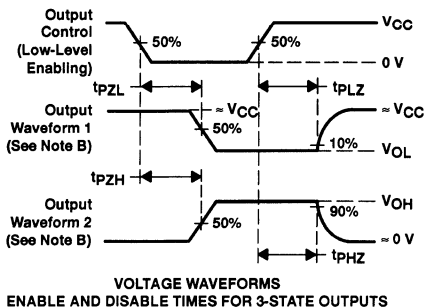 Output
Control
(Low-Level
Enabling)
50%
50%
VCC
0 V
tPZL
tPLZ
Output
Waveform 1
(See Note B)
≈ VCC
50%
≈ VCC
10%
VOL
tPZH
Output
Waveform 2
(See Note B)
50%
VOH
90%
≈ 0 V
tPHZ
VOLTAGE WAVEFORMS
ENABLE AND DISABLE TIMES FOR 3-STATE OUTPUTS